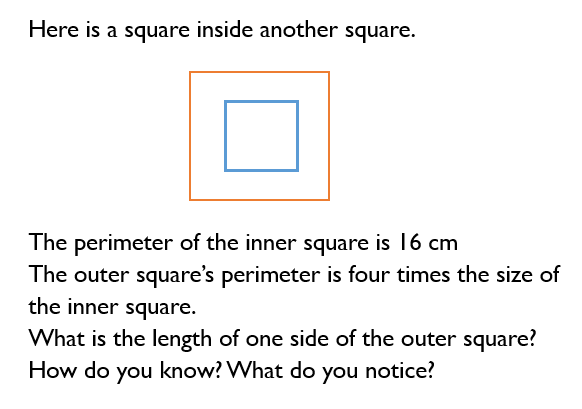 Here is a square inside another square.
The perimeter of the inner square is 16 cm
The outer square’s perimeter is four times the size of
the inner square.
What is the length of one side of the outer square?
How do you know? What do you notice?